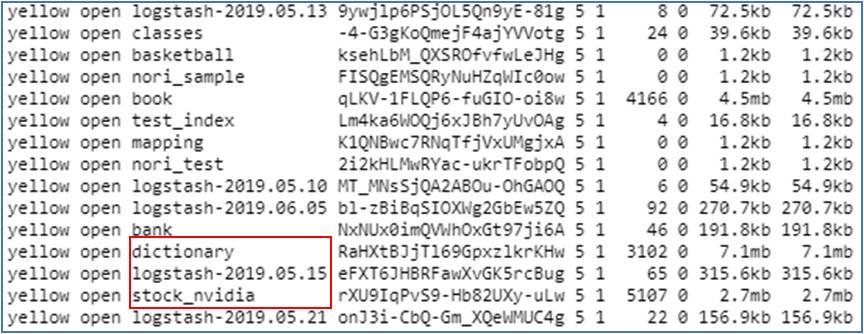 yellow open logstash-2019.05.13 9ywjlp6PSjOL5Qn9yE-81g 5 1 8 0 72.5kb 72.5kb
yellow open classes -4-G3gKoQmejF4ajYVVotg 5 1 24 0 39.6kb 39.6kb
yellow open basketball ksehLbM_QXSROfvfwLeJHg 5 1 0 0 1.2kb 1.2kb
yellow open nori_sample FISQgEMSQRyNuHZqWIc0ow 5 1 0 0 1.2kb 1.2kb
yellow open book qLKV-1FLQP6-fuGIO-oi8w 5 1 4166 0 4.5mb 4.5mb
yellow open test_index Lm4ka6WOQj6xJBh7yUvOAg 5 1 4 0 16.8kb 16.8kb
yellow open mapping K1QNBwc7RNqTfjVxUMgjxA 5 1 0 0 1.2kb 1.2kb
yellow open nori_test 2i2kHLMwRYac-ukrTFobpQ 5 1 0 0 1.2kb 1.2kb
yellow open logstash-2019.05.10 MT_MNsSjQA2ABOu-OhGAOQ 5 1 6 0 54.9kb 54.9kb
yellow open logstash-2019.06.05 bl-zBiBqSIOXWg2GbEw5ZQ 5 1 92 0 270.7kb 270.7kb
yellow open bank NxNUx0imQVWhOxGt97ji6A 5 1 46 0 191.8kb 191.8kb
yellow open dictionary RaHXtBJjTl69GpxzlkrKHw 5 1 3102 0 7.1mb 7.1mb
yellow open logstash-2019.05.15 eFXT6JHBRFawXvGK5rcBug 5 1 65 0 315.6kb 315.6kb
yellow open stock_nvidia rXU9IqPvS9-Hb82UXy-uLw 5 1 5107 0 2.7mb 2.7mb
yellow open logstash-2019.05.21 onJ3i-CbQ-Gm_XQeWMUC4g 5 1 22 0 156.9kb 156.9kb